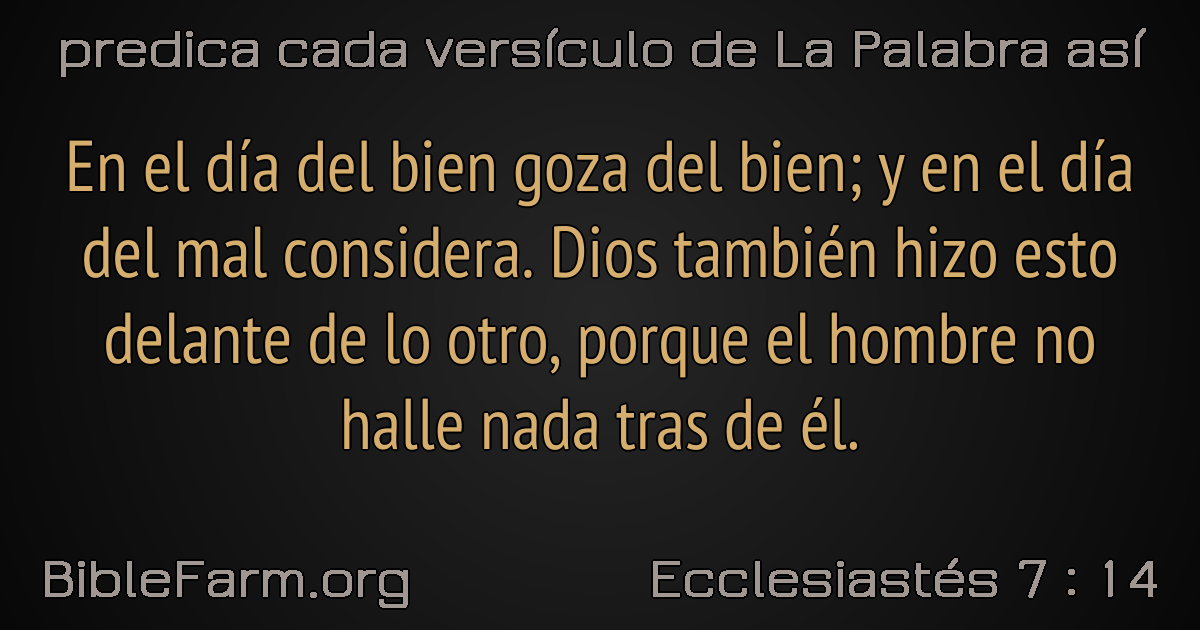 predica cada versículo de La Palabra así
En el día del bien goza del bien; y en el día
del mal considera. Dios también hizo esto
delante de lo otro, porque el hombre no
halle nada tras de él.
BibleFarm.org
Ecclesiastés 7 : 14